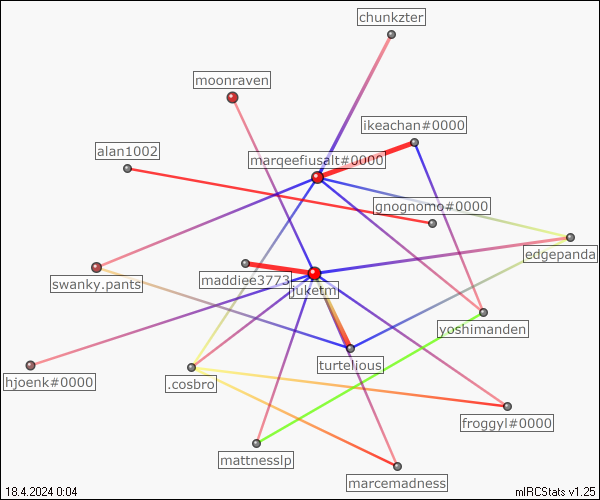 chunkzter
moonraven
ikeachan#0000
alan1002
marqeefiusalt#0000
gnognomo#0000
edgepanda
maddiee3773
swanky.pants
juketm
yoshimanden
turtelious
hjoenk#0000
.cosbro
froggyl#0000
mattnesslp
marcemadness
18.4.2024 0:04
mIRCStats v1.25